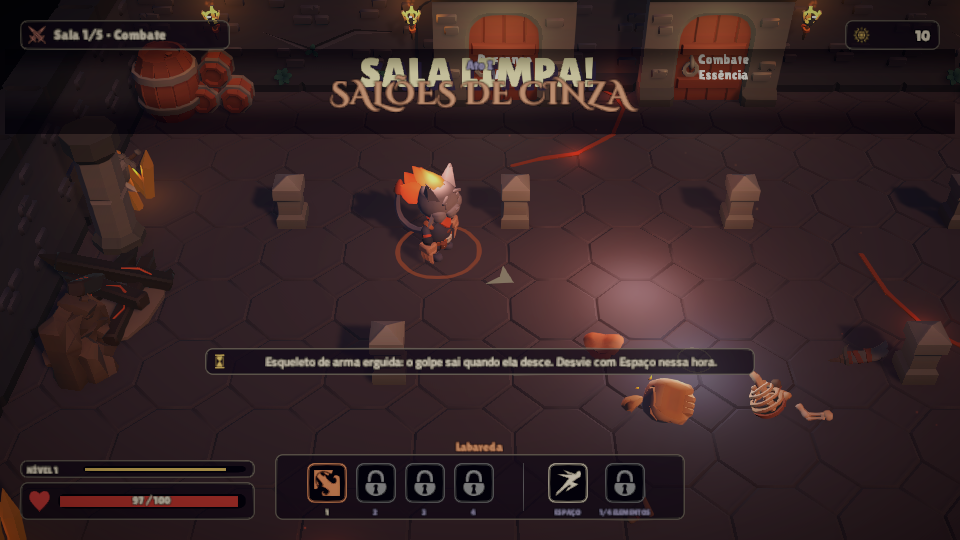 Sala 1/5 - Combate
10
SALA LIMPA!
Combate
Essência
SALÕES DE CINZA
Esqueleto de arma erguida: o golpe sai quando ela desce. Desvie com Espaço nessa hora.
Labareda
NÍVEL 1
97 / 100
1
2
3
4
ESPAÇO
1/4 ELEMENTOS